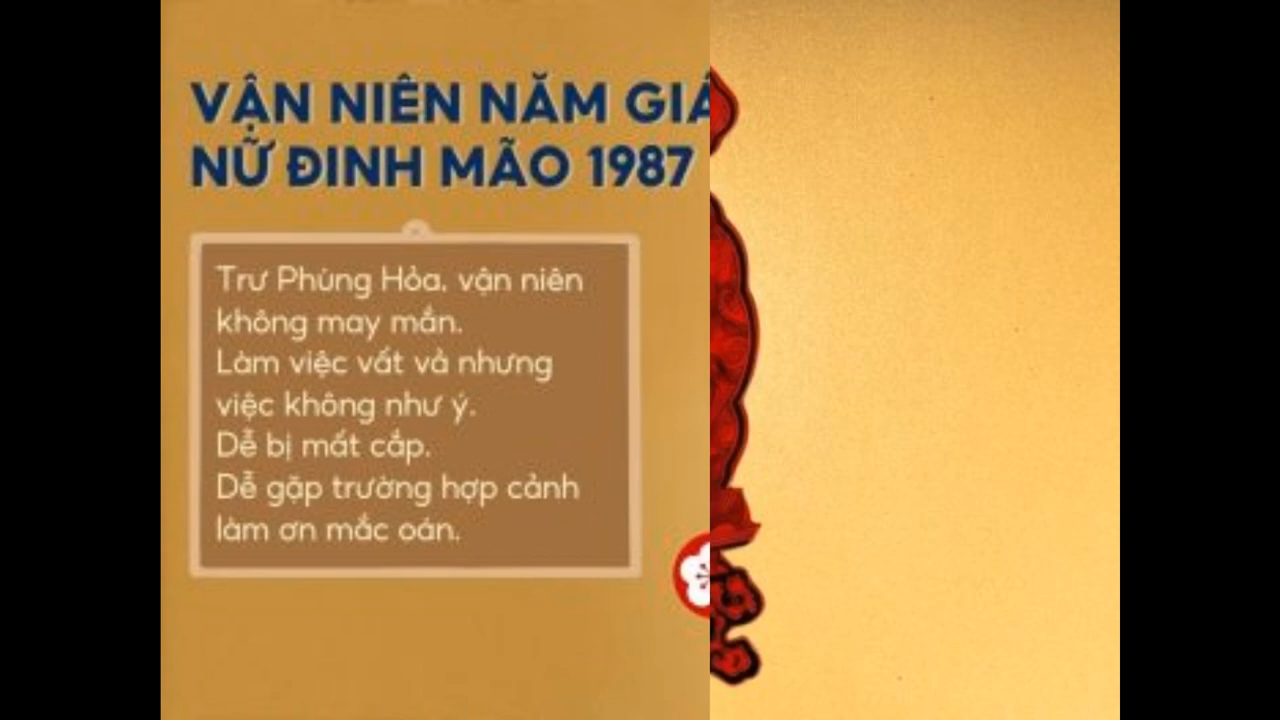 VẬN NIÊN NĂM GIÁ
NỮ ĐINH MÃO 1987
Trư Phùng Hỏa, vận niên
không may mắn.
Làm việc vất vả nhưng
việc không như ý.
Dễ bị mất cắp.
Dễ gặp trường hợp cảnh
làm ơn mắc oán.